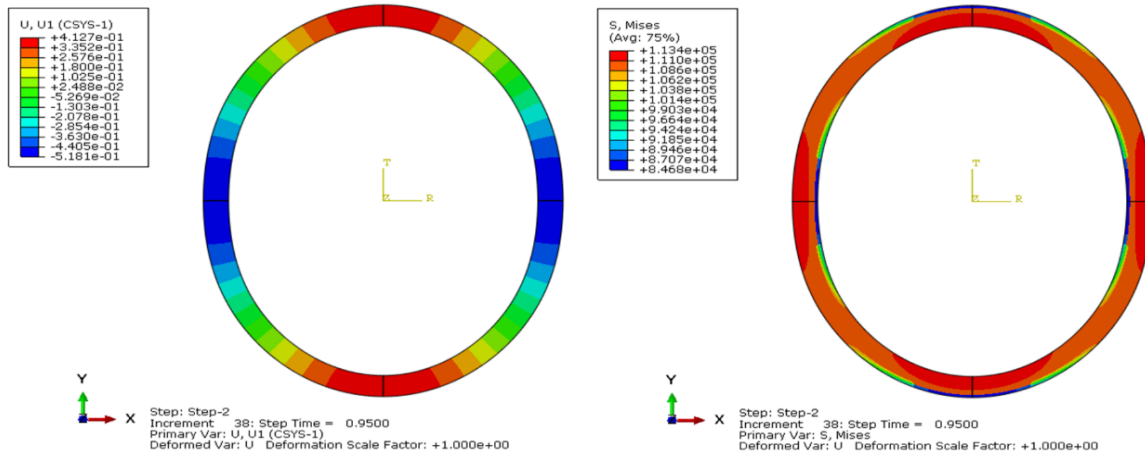 U, U1 (CSYS-1)
+4.127e-01
+3.352e-01
+2.576e-01
+1.800e-01
+1.025e-01
+2.488e-02
-5.269e-02
-1.303e-01
-2.078e-01
-2.854e-01
-3.630e-01
-4.405e-01
-5.181e-01
T
Z
R
Y
X
Step: Step-2
Increment 38: Step Time = 0.9500
Primary Var: U, U1 (CSYS-1)
Deformed Var: U Deformation Scale Factor: +1.000e+00
S, Mises
(Avg: 75%)
+1.134e+05
+1.110e+05
+1.086e+05
+1.062e+05
+1.038e+05
+1.014e+05
+9.903e+04
+9.664e+04
+9.424e+04
+9.185e+04
+8.946e+04
+8.707e+04
+8.468e+04
T
Z
R
Y
X
Step: Step-2
Increment 38: Step Time = 0.9500
Primary Var: S, Mises
Deformed Var: U Deformation Scale Factor: +1.000e+00